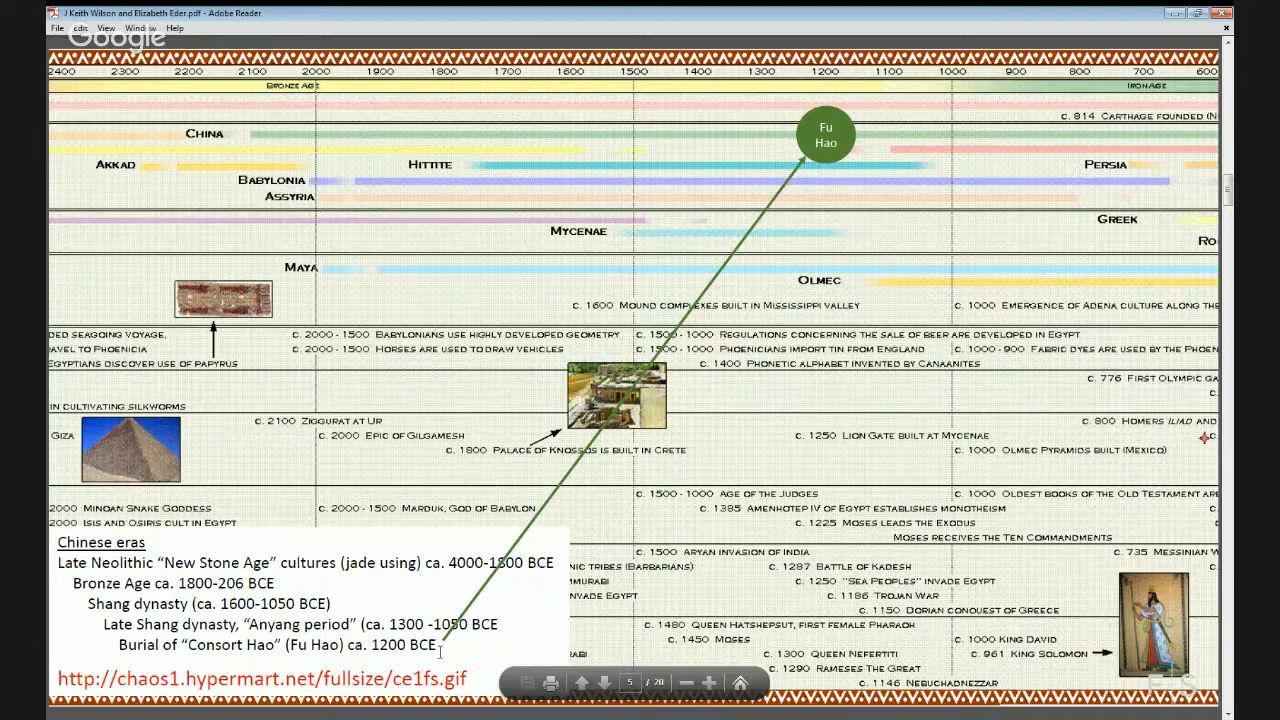 J Keith Wilson and Elizabeth Eder.pdf - Adobe Reader
File Edit View Window Help
Google
2400 2300 2200 2100 2000 1900 1800 1700 1600 1500 1400 1300 1200 1100 1000 900 800 700 600
BRONZE AGE IRON AGE
C. 814 CARTHAGE FOUNDED
Fu
Hao
CHINA
AKKAD HITTITE PERSIA
BABYLONIA
ASSYRIA
GREEK
MYCENAE
MAYA
OLMEC
C. 1600 MOUND COMPLEXES BUILT IN MISSISSIPPI VALLEY C. 1000 EMERGENCE OF ADENA CULTURE ALONG
DED SEAGOING VOYAGE, C. 2000 - 1500 BABYLONIANS USE HIGHLY DEVELOPED GEOMETRY C. 1500-1000 REGULATIONS CONCERNING THE SALE OF BEER ARE DEVELOPED IN EGYPT
AVEL TO PHOENICIA C. 2000 - 1500 HORSES ARE USED TO DRAW VEHICLES C. 1500-1000 PHOENICIANS IMPORT TIN FROM ENGLAND C. 1000-900 FABRIC DYES ARE USED BY THE PHOEN
EGYPTIANS DISCOVER USE OF PAPYRUS C. 1400 PHONETIC ALPHABET INVENTED BY CANAANITES
C. 776 FIRST OLYMPIC GA
IN CULTIVATING SILKWORMS
C. 2100 ZIGGURAT AT UR C. 800 HOMERS ILIAD AND
GIZA C. 2000 EPIC OF GILGAMESH C. 1250 LION GATE BUILT AT MYCENAE
C. 1800 PALACE OF KNOSSOS IS BUILT IN CRETE C. 1000 OLMEC PYRAMIDS BUILT (MEXICO)
C. 1500 - 1000 AGE OF THE JUDGES C. 1000 OLDEST BOOKS OF THE OLD TESTAMENT ARE
2000 MINOAN SNAKE GODDESS C. 2000 - 1500 MARDUK, GOD OF BABYLON C. 1385 AMENHOTEP IV OF EGYPT ESTABLISHES MONOTHEISM
2000 ISIS AND OSIRIS CULT IN EGYPT C. 1225 MOSES LEADS THE EXODUS
MOSES RECEIVES THE TEN COMMANDMENTS
Chinese eras
Late Neolithic “New Stone Age” cultures (jade using) ca. 4000-1800 BCE
Bronze Age ca. 1800-206 BCE
Shang dynasty (ca. 1600-1050 BCE)
Late Shang dynasty, “Anyang period” (ca. 1300 -1050 BCE
Burial of “Consort Hao” (Fu Hao) ca. 1200 BCE
http://chaos1.hypermart.net/fullsize/ce1fs.gif
C. 1500 ARYAN INVASION OF INDIA C. 735 MESSINIAN
NIC TRIBES (BARBARIANS) C. 1287 BATTLE OF KADESH
MMURABI C. 1250 "SEA PEOPLES" INVADE EGYPT
NVADE EGYPT C. 1186 TROJAN WAR
C. 1150 DORIAN CONQUEST OF GREECE
C. 1480 QUEEN HATSHEPSUT, FIRST FEMALE PHARAOH
C. 1450 MOSES C. 1000 KING DAVID
RABI C. 1300 QUEEN NEFERTITI C. 961 KING SOLOMON
C. 1290 RAMESES THE GREAT
C. 1146 NEBUCHADNEZZAR
5 / 20
F|S